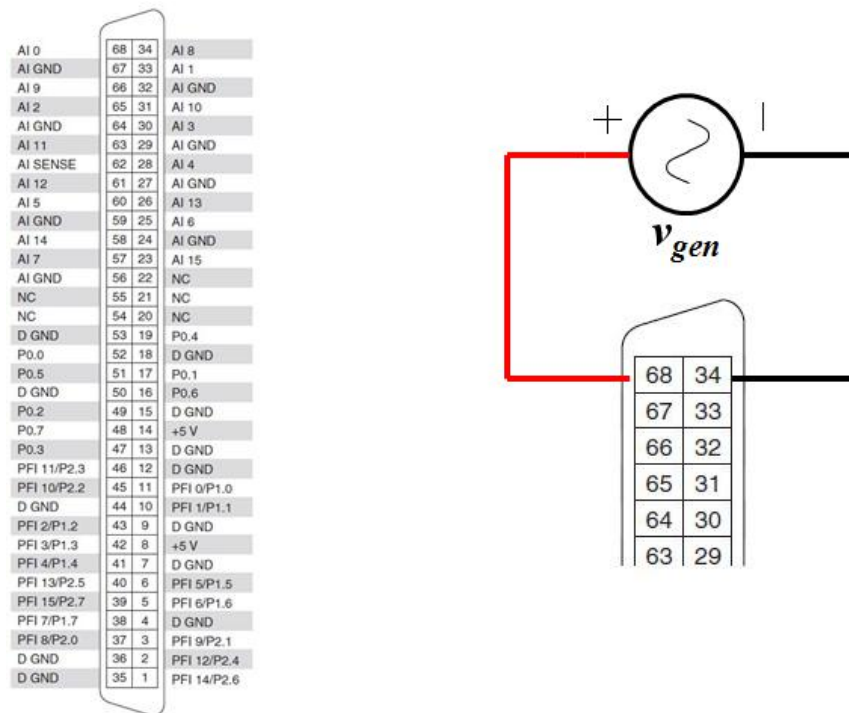 AI 0 68 34 AI 8
AI GND 67 33 AI 1
AI 9 66 32 AI GND
AI 2 65 31 AI 10
AI GND 64 30 AI 3
AI 11 63 29 AI GND
AI SENSE 62 28 AI 4
AI 12 61 27 AI GND
AI 5 60 26 AI 13
AI GND 59 25 AI 6
AI 14 58 24 AI GND
AI 7 57 23 AI 15
AI GND 56 22 NC
NC 55 21 NC
NC 54 20 NC
D GND 53 19 P0.4
P0.0 52 18 D GND
P0.5 51 17 P0.1
D GND 50 16 P0.6
P0.2 49 15 D GND
P0.7 48 14 +5 V
P0.3 47 13 D GND
PFI 11/P2.3 46 12 D GND
PFI 10/P2.2 45 11 PFI 0/P1.0
D GND 44 10 PFI 1/P1.1
PFI 2/P1.2 43 9 D GND
PFI 3/P1.3 42 8 +5 V
PFI 4/P1.4 41 7 D GND
PFI 13/P2.5 40 6 PFI 5/P1.5
PFI 15/P2.7 39 5 PFI 6/P1.6
PFI 7/P1.7 38 4 D GND
PFI 8/P2.0 37 3 PFI 9/P2.1
D GND 36 2 PFI 12/P2.4
D GND 35 1 PFI 14/P2.6
+ |
vgen
68 34
67 33
66 32
65 31
64 30
63 29